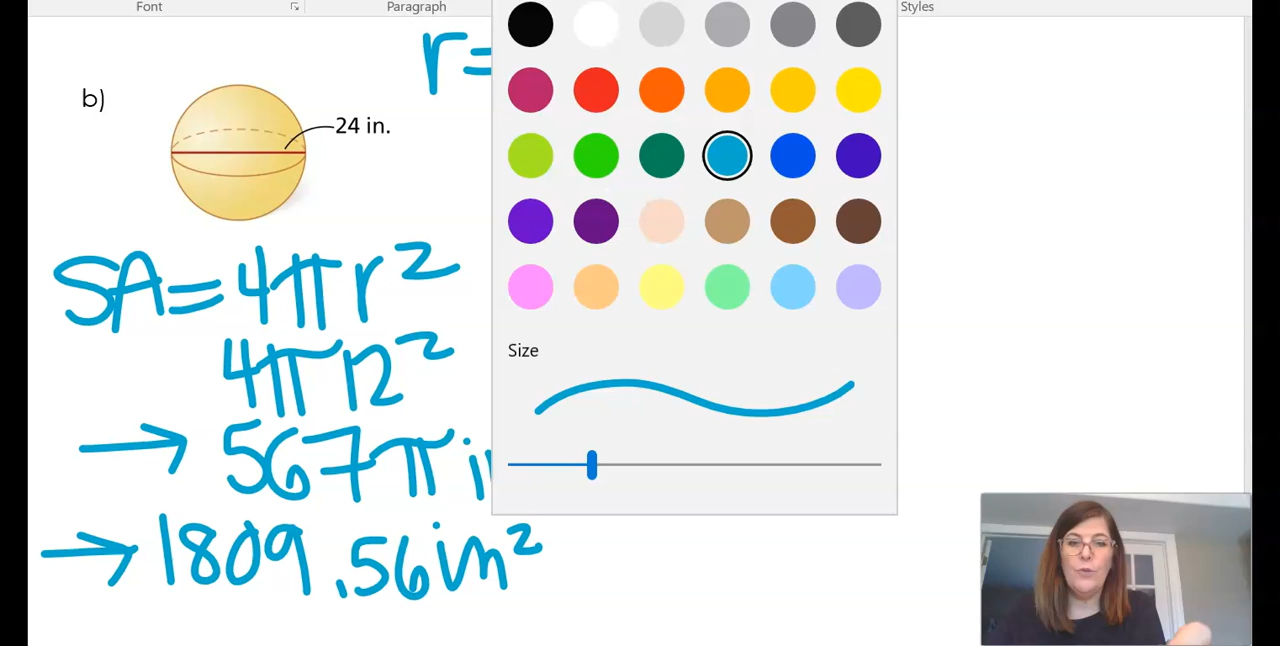 Font Paragraph Styles
r=
b) 24 in.
SA=4πr²
4π12²
→ 567π i
→ 1809.56in²
Size